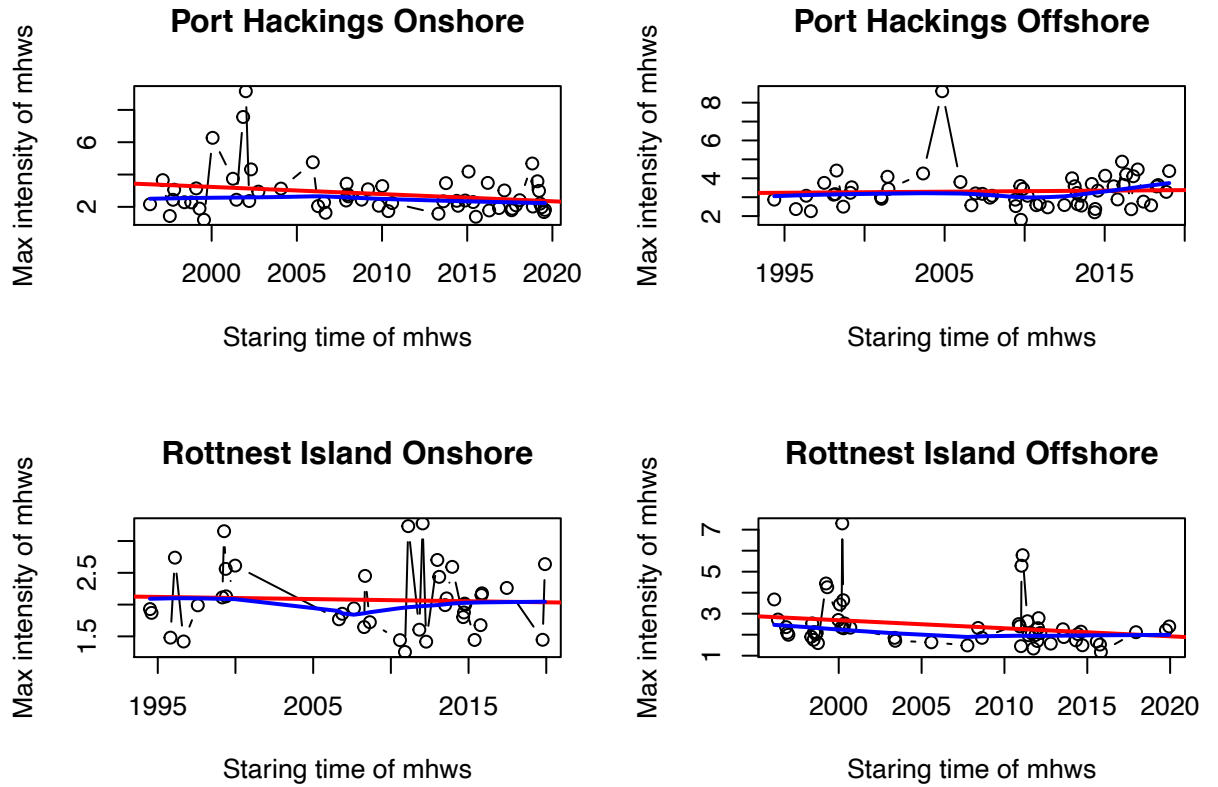 Port Hackings Onshore
Max intensity of mhws
2
6
2000 2005 2010 2015 2020
Staring time of mhws
Port Hackings Offshore
Max intensity of mhws
2
4
6
8
1995 2005 2015
Staring time of mhws
Rottnest Island Onshore
Max intensity of mhws
1.5
2.5
1995 2005 2015
Staring time of mhws
Rottnest Island Offshore
Max intensity of mhws
1
3
5
7
2000 2005 2010 2015 2020
Staring time of mhws